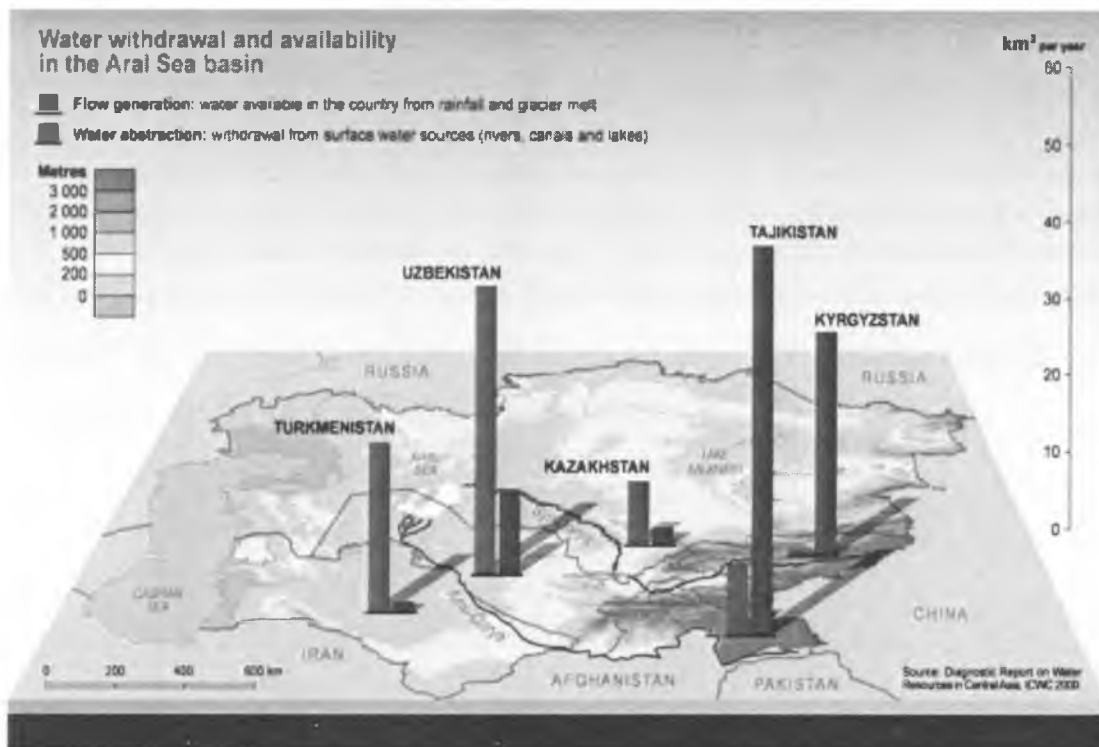 Water withdrawal and availability
in the Aral Sea basin
Flow generation: water available in the country from rainfall and glacier melt
Water abstraction: withdrawal from surface water sources (rivers, canals and lakes)
km³ per year
60
50
40
30
20
10
0
Metres
3 000
2 000
1 000
500
200
0
TAJIKISTAN
UZBEKISTAN
KYRGYZSTAN
RUSSIA
RUSSIA
TURKMENISTAN
ARAL
SEA
KAZAKHSTAN
LAKE
BALKHASH
CASPIAN
SEA
CHINA
IRAN
AFGHANISTAN
PAKISTAN
0 200 400 600 km
Source: Diagnostic Report on Water
Resources in Central Asia, ICWC 2000.